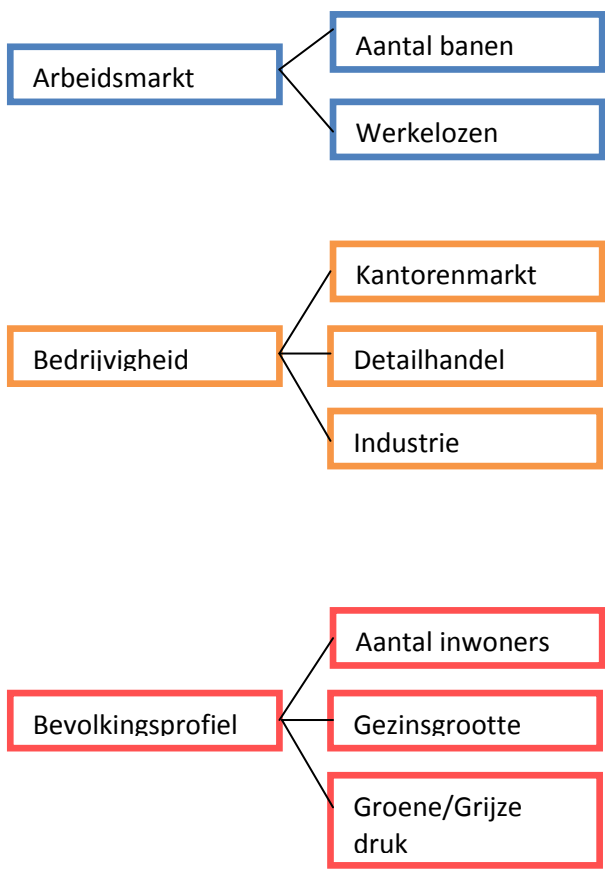 Arbeidsmarkt
Aantal banen
Werkelozen
Bedrijvigheid
Kantorenmarkt
Detailhandel
Industrie
Bevolkingsprofiel
Aantal inwoners
Gezinsgrootte
Groene/Grijze
druk